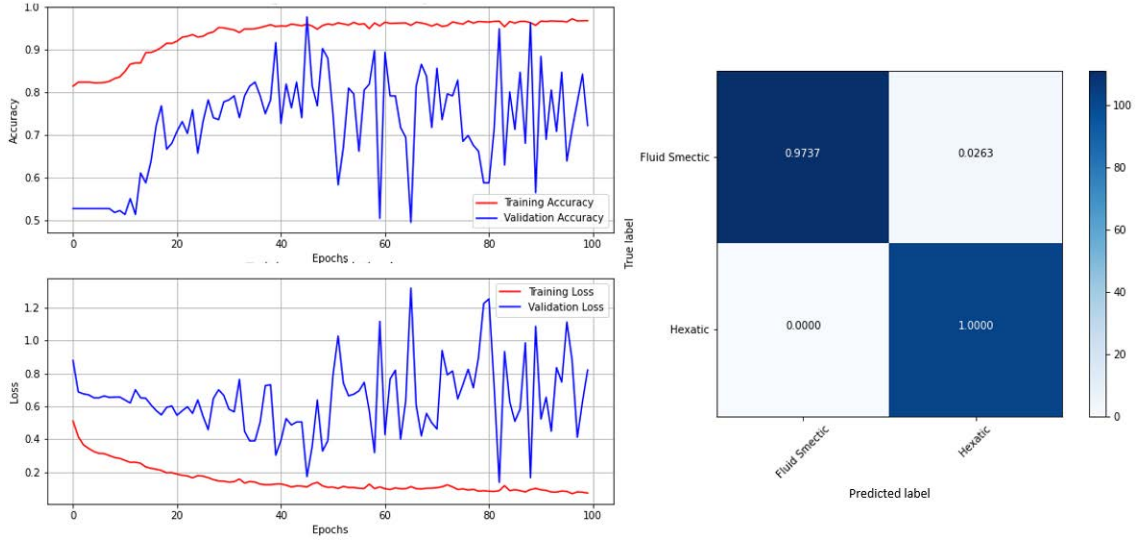 1.0
0.9
0.8
0.7
0.6
0.5
Accuracy
Training Accuracy
Validation Accuracy
0 20 40 60 80 100
Epochs
1.2
1.0
0.8
0.6
0.4
0.2
Loss
Training Loss
Validation Loss
0 20 40 60 80 100
Epochs
True label
Fluid Smectic
Hexatic
0.9737 0.0263
0.0000 1.0000
Fluid Smectic
Hexatic
Predicted label
100
80
60
40
20
0